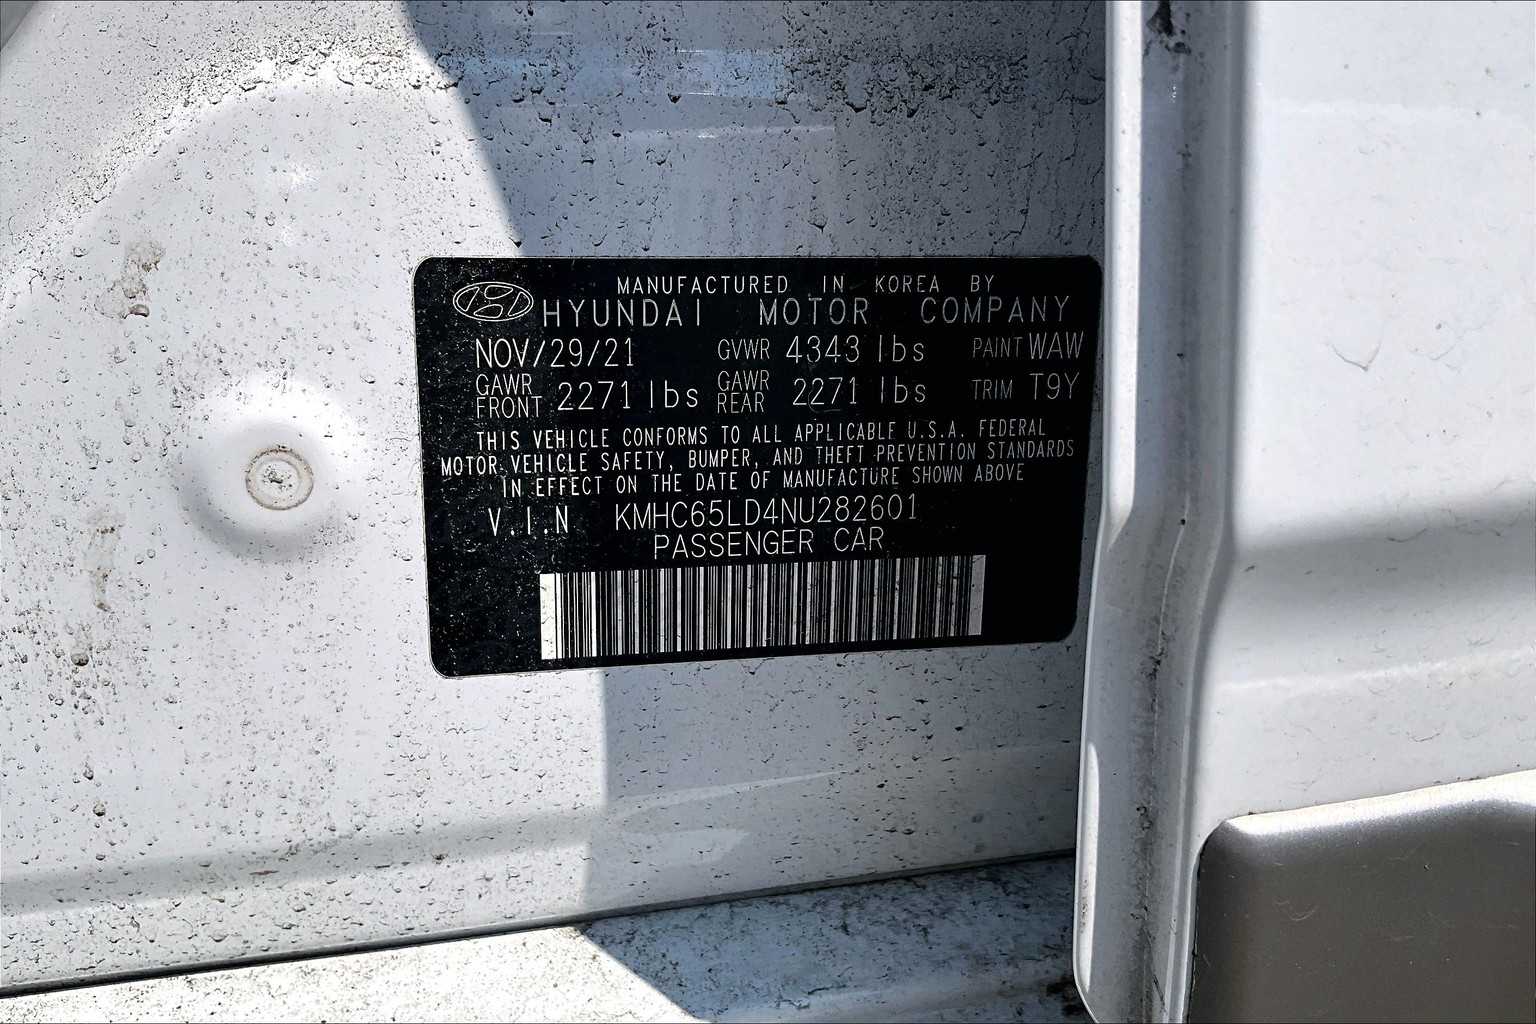 MANUFACTURED IN KOREA BY
HYUNDAI MOTOR COMPANY
NOV/29/21 GVWR 4343 lbs PAINT WAW
GAWR FRONT 2271 lbs GAWR REAR 2271 lbs TRIM T9Y
THIS VEHICLE CONFORMS TO ALL APPLICABLE U.S.A. FEDERAL
MOTOR VEHICLE SAFETY, BUMPER, AND THEFT PREVENTION STANDARDS
IN EFFECT ON THE DATE OF MANUFACTURE SHOWN ABOVE
V.I.N KMHC65LD4NU282601
PASSENGER CAR